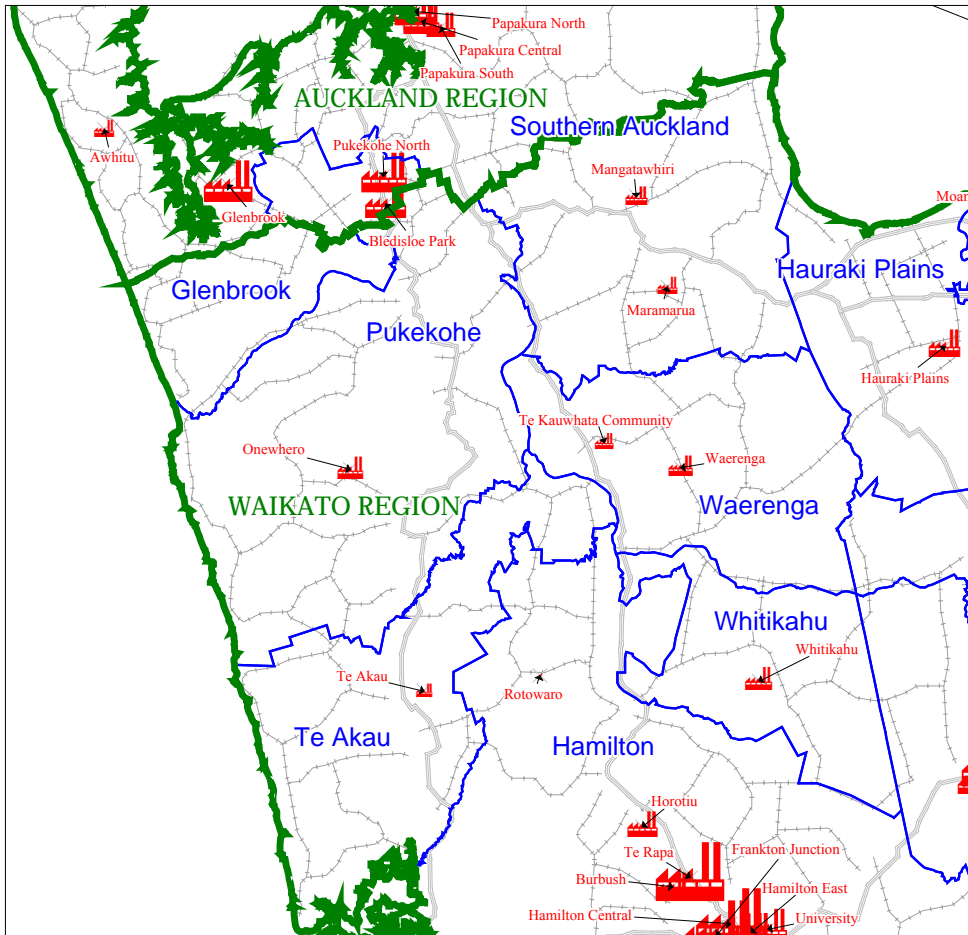 Papakura North
Papakura Central
Papakura South
AUCKLAND REGION
Southern Auckland
Awhitu
Pukekohe North
Mangatawhiri
Moan
Glenbrook
Bledisloe Park
Hauraki Plains
Glenbrook
Maramarua
Pukekohe
Hauraki Plains
Te Kauwhata Community
Onewhero
Waerenga
WAIKATO REGION
Waerenga
Whitikahu
Whitikahu
Te Akau
Rotowaro
Te Akau
Hamilton
Horotiu
Frankton Junction
Te Rapa
Burbush
Hamilton East
Hamilton Central
University